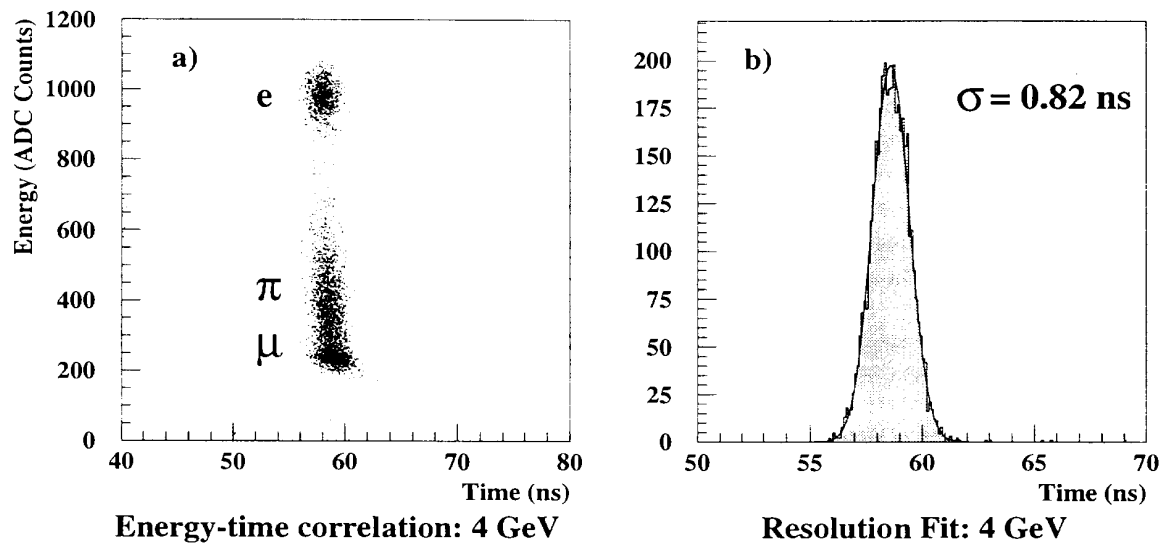 a)
Energy (ADC Counts)
1200
1000
800
600
400
200
0
e
π
μ
40 50 60 70 80
Time (ns)
Energy-time correlation: 4 GeV
b)
σ = 0.82 ns
200
175
150
125
100
75
50
25
0
50 55 60 65 70
Time (ns)
Resolution Fit: 4 GeV